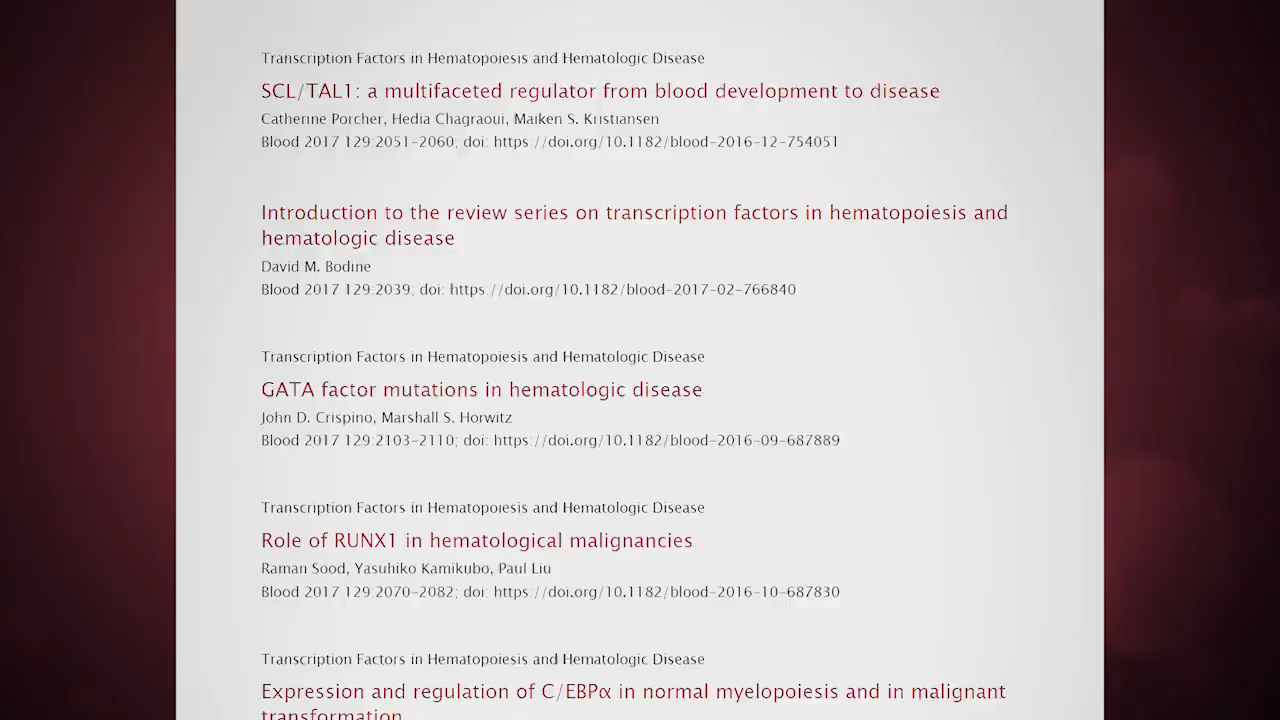 Transcription Factors in Hematopoiesis and Hematologic Disease
SCL/TAL1: a multifaceted regulator from blood development to disease
Catherine Porcher, Hedia Chagraoui, Maiken S. Kristiansen
Blood 2017 129:2051-2060; doi: https://doi.org/10.1182/blood-2016-12-754051
Introduction to the review series on transcription factors in hematopoiesis and
hematologic disease
David M. Bodine
Blood 2017 129:2039; doi: https://doi.org/10.1182/blood-2017-02-766840
Transcription Factors in Hematopoiesis and Hematologic Disease
GATA factor mutations in hematologic disease
John D. Crispino, Marshall S. Horwitz
Blood 2017 129:2103-2110; doi: https://doi.org/10.1182/blood-2016-09-687889
Transcription Factors in Hematopoiesis and Hematologic Disease
Role of RUNX1 in hematological malignancies
Raman Sood, Yasuhiko Kamikubo, Paul Liu
Blood 2017 129:2070-2082; doi: https://doi.org/10.1182/blood-2016-10-687830
Transcription Factors in Hematopoiesis and Hematologic Disease
Expression and regulation of C/EBPα in normal myelopoiesis and in malignant
transformation